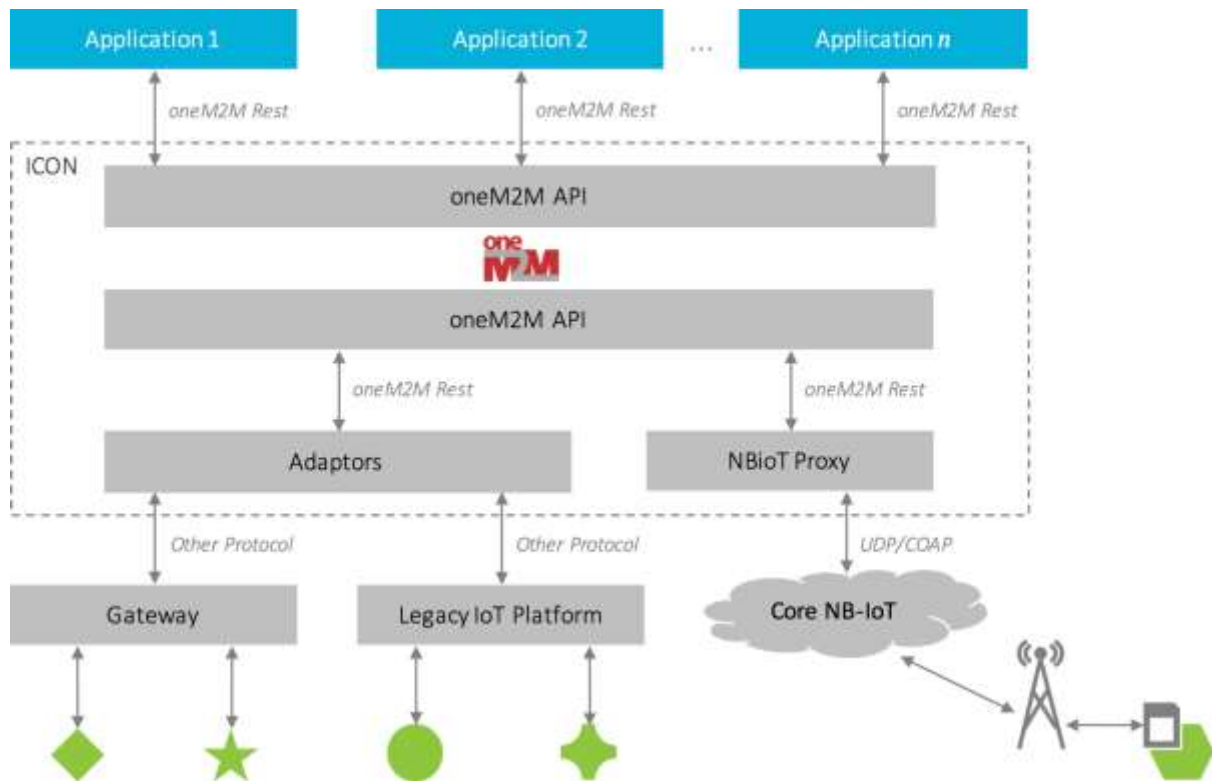 Application 1
Application 2
...
Application n
oneM2M Rest
oneM2M Rest
oneM2M Rest
ICON
oneM2M API
one
M2M
oneM2M API
oneM2M Rest
oneM2M Rest
Adaptors
NBioT Proxy
Other Protocol
Other Protocol
UDP/COAP
Gateway
Legacy IoT Platform
Core NB-IoT